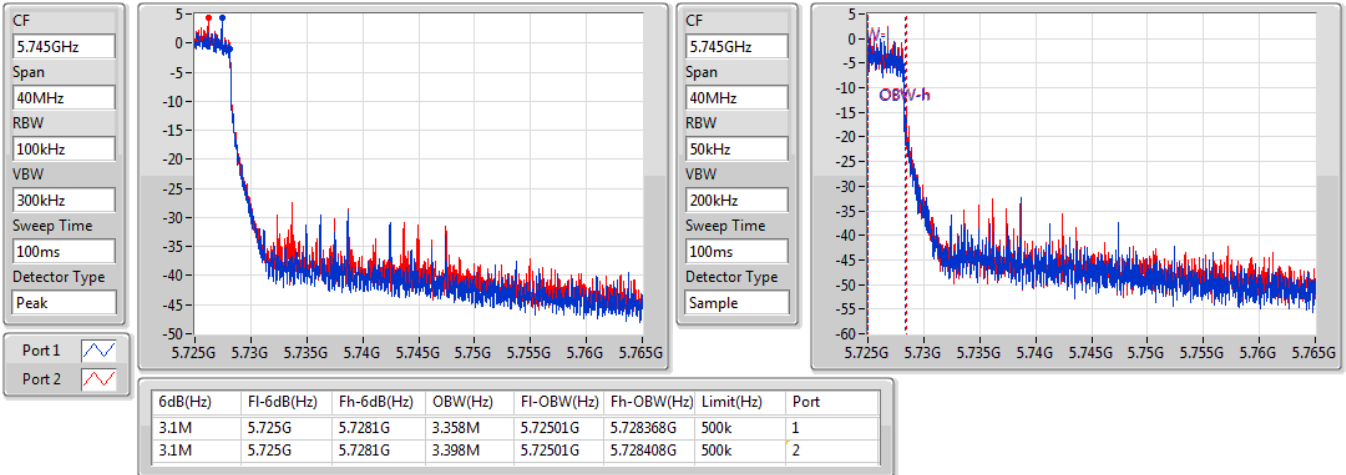 CF
5.745GHz
Span
40MHz
RBW
100kHz
VBW
300kHz
Sweep Time
100ms
Detector Type
Peak
Port 1
Port 2
5
0
-5
-10
-15
-20
-25
-30
-35
-40
-45
-50
5.725G 5.73G 5.735G 5.74G 5.745G 5.75G 5.755G 5.76G 5.765G
CF
5.745GHz
Span
40MHz
RBW
50kHz
VBW
200kHz
Sweep Time
100ms
Detector Type
Sample
5
0
-5
-10
-15
-20
-25
-30
-35
-40
-45
-50
-55
-60
W-l
OBW-h
5.725G 5.73G 5.735G 5.74G 5.745G 5.75G 5.755G 5.76G 5.765G
6dB(Hz) Fl-6dB(Hz) Fh-6dB(Hz) OBW(Hz) Fl-OBW(Hz) Fh-OBW(Hz) Limit(Hz) Port
3.1M 5.725G 5.7281G 3.358M 5.72501G 5.728368G 500k 1
3.1M 5.725G 5.7281G 3.398M 5.72501G 5.728408G 500k 2